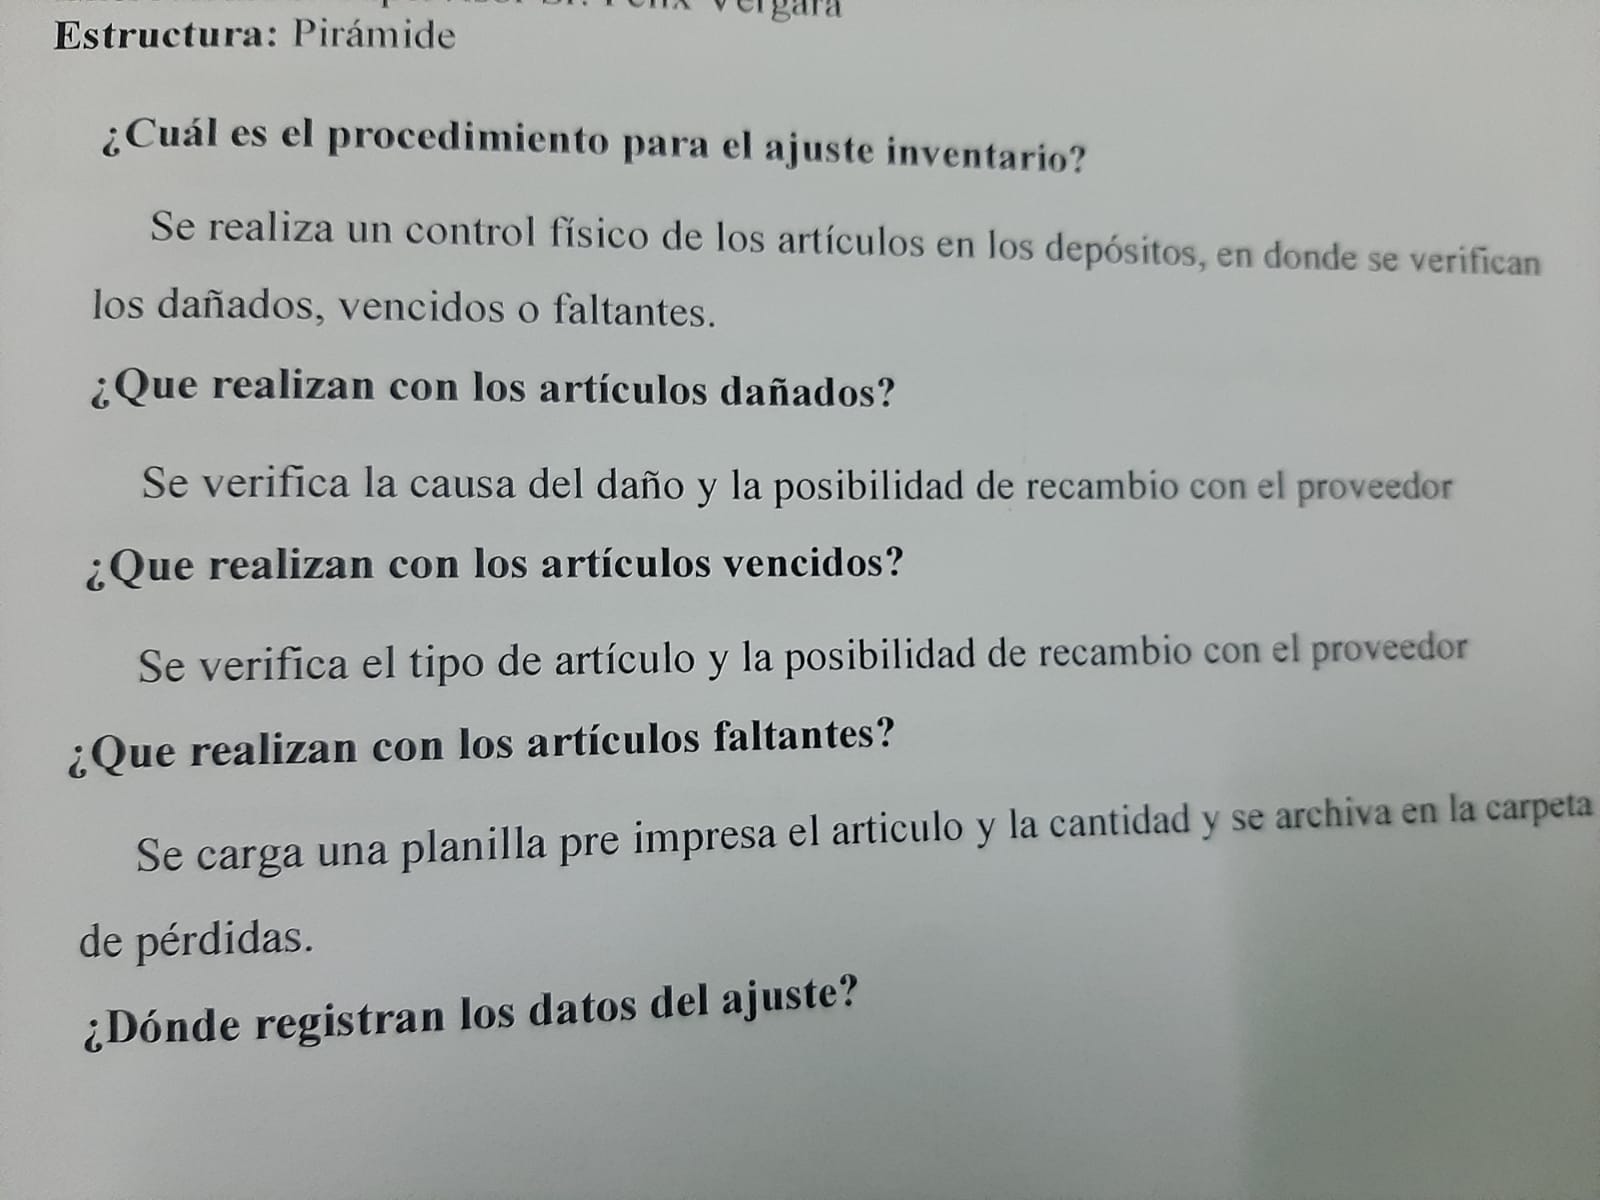 Vergara
Estructura: Pirámide
¿Cuál es el procedimiento para el ajuste inventario?
Se realiza un control físico de los artículos en los depósitos, en donde se verifican
los dañados, vencidos o faltantes.
¿Que realizan con los artículos dañados?
Se verifica la causa del daño y la posibilidad de recambio con el proveedor
¿Que realizan con los artículos vencidos?
Se verifica el tipo de artículo y la posibilidad de recambio con el proveedor
¿Que realizan con los artículos faltantes?
Se carga una planilla pre impresa el articulo y la cantidad y se archiva en la carpeta
de pérdidas.
¿Dónde registran los datos del ajuste?